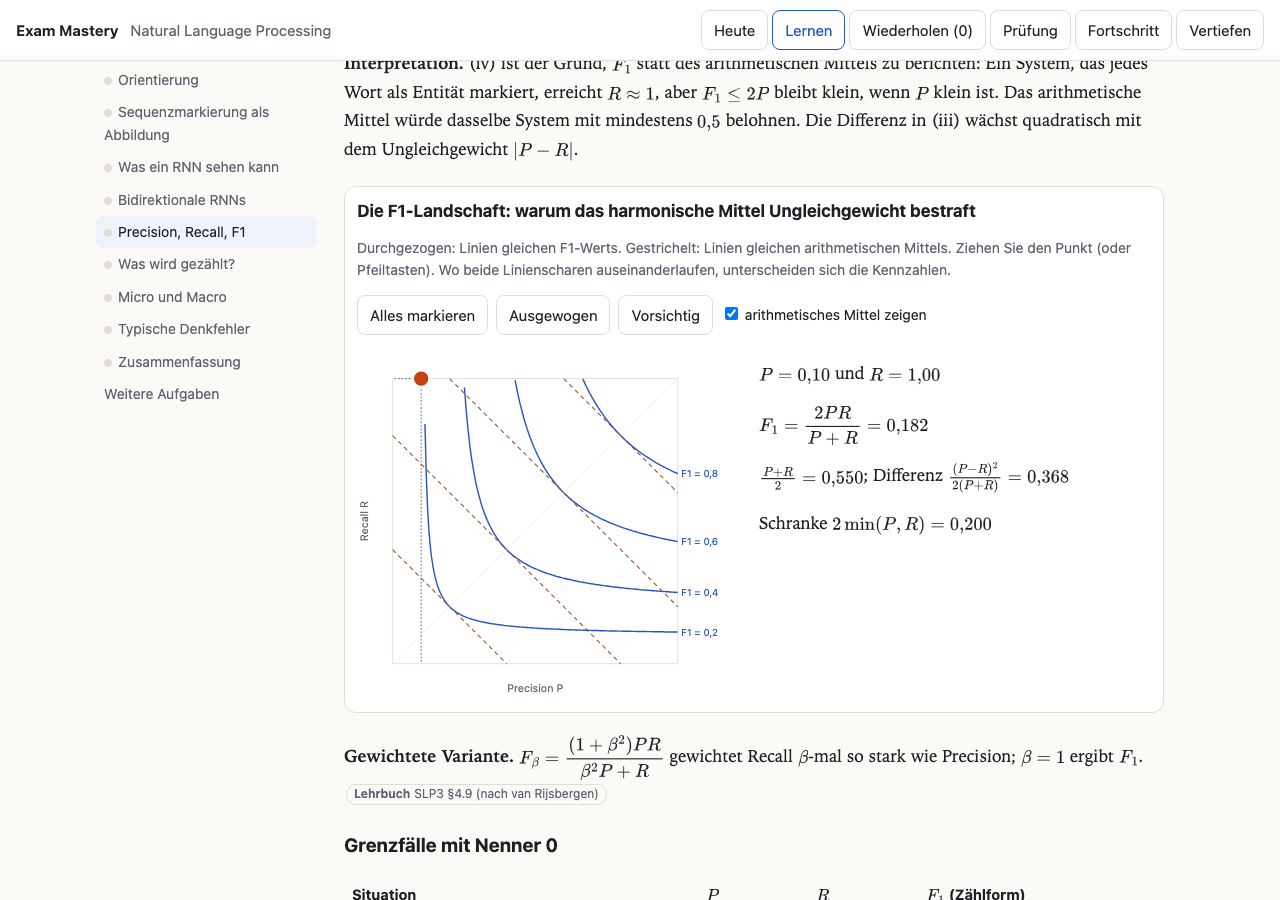 Exam Mastery Natural Language Processing Heute Lernen Wiederholen (0) Prüfung Fortschritt Vertiefen
Orientierung
Sequenzmarkierung als
Abbildung
Was ein RNN sehen kann
Bidirektionale RNNs
Precision, Recall, F1
Was wird gezählt?
Micro und Macro
Typische Denkfehler
Zusammenfassung
Weitere Aufgaben
Interpretation. (iv) ist der Grund, F₁ statt des arithmetischen Mittels zu berichten: Ein System, das jedes
Wort als Entität markiert, erreicht R ≈ 1, aber F₁ ≤ 2P bleibt klein, wenn P klein ist. Das arithmetische
Mittel würde dasselbe System mit mindestens 0,5 belohnen. Die Differenz in (iii) wächst quadratisch mit
dem Ungleichgewicht |P − R|.
Die F1-Landschaft: warum das harmonische Mittel Ungleichgewicht bestraft
Durchgezogen: Linien gleichen F1-Werts. Gestrichelt: Linien gleichen arithmetischen Mittels. Ziehen Sie den Punkt (oder
Pfeiltasten). Wo beide Linienscharen auseinanderlaufen, unterscheiden sich die Kennzahlen.
Alles markieren Ausgewogen Vorsichtig arithmetisches Mittel zeigen
Recall R
F1 = 0,8
F1 = 0,6
F1 = 0,4
F1 = 0,2
Precision P
P = 0,10 und R = 1,00
F₁ = 2PR / (P + R) = 0,182
(P+R)/2 = 0,550; Differenz (P−R)²/(2(P+R)) = 0,368
Schranke 2 min(P, R) = 0,200
Gewichtete Variante. F_β = (1 + β²)PR / (β²P + R) gewichtet Recall β-mal so stark wie Precision; β = 1 ergibt F₁.
Lehrbuch SLP3 §4.9 (nach van Rijsbergen)
Grenzfälle mit Nenner 0
Situation P R F₁ (Zählform)